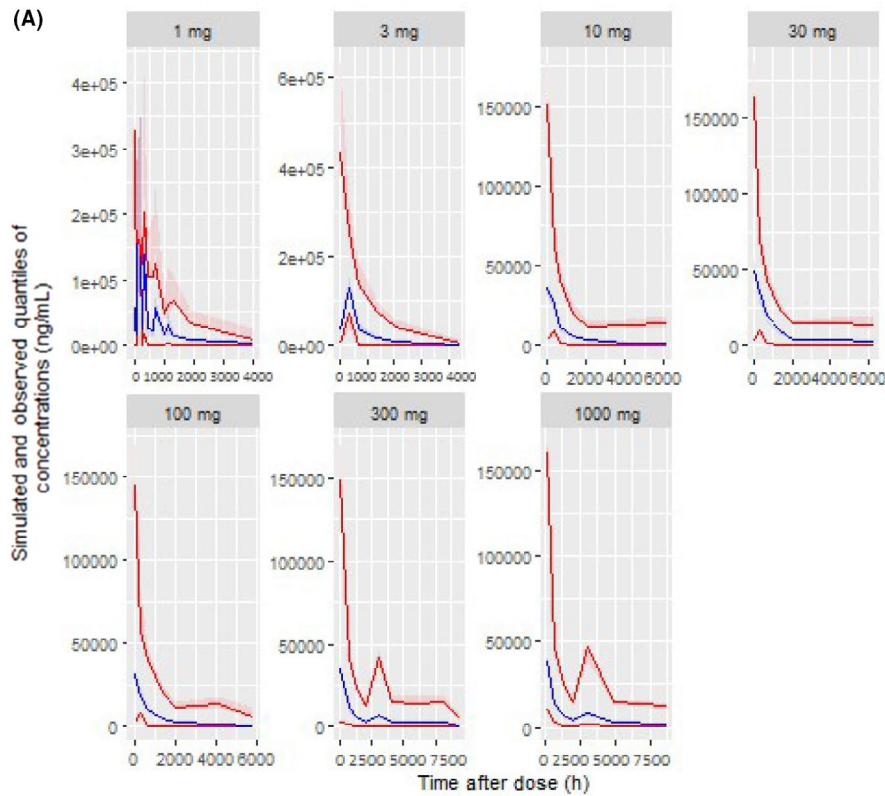 (A)
1 mg
3 mg
10 mg
30 mg
4e+05
3e+05
2e+05
1e+05
0e+00
6e+05
4e+05
2e+05
0e+00
150000
100000
50000
0
150000
100000
50000
0
0 1000 2000 3000 4000
0 1000 2000 3000 4000
0 2000 4000 6000
0 2000 4000 6000
Simulated and observed quantiles of
concentrations (ng/mL)
100 mg
300 mg
1000 mg
150000
100000
50000
0
150000
100000
50000
0
150000
100000
50000
0
0 2000 4000 6000
0 2500 5000 7500
0 2500 5000 7500
Time after dose (h)